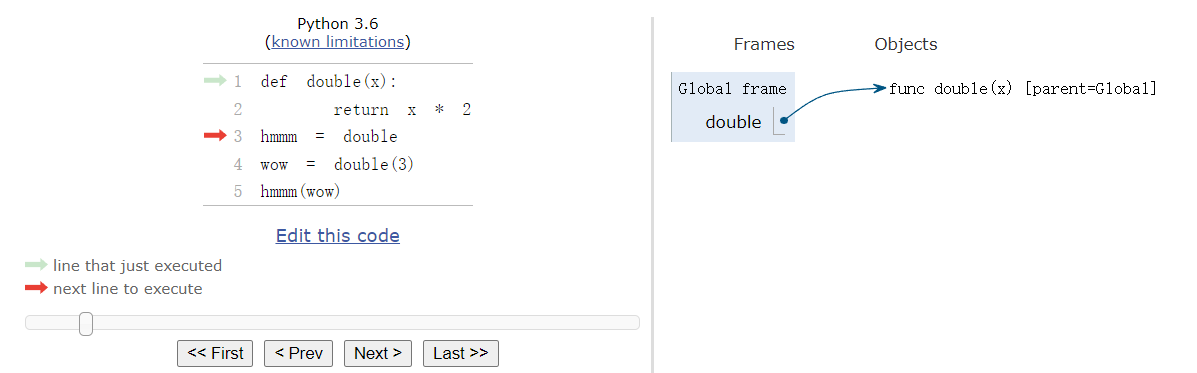 Python 3.6
(known limitations)
1 def double(x):
2 return x * 2
3 hmmm = double
4 wow = double(3)
5 hmmm(wow)
Edit this code
line that just executed
next line to execute
<< First < Prev Next > Last >>
Frames Objects
Global frame
double
func double(x) [parent=Global]